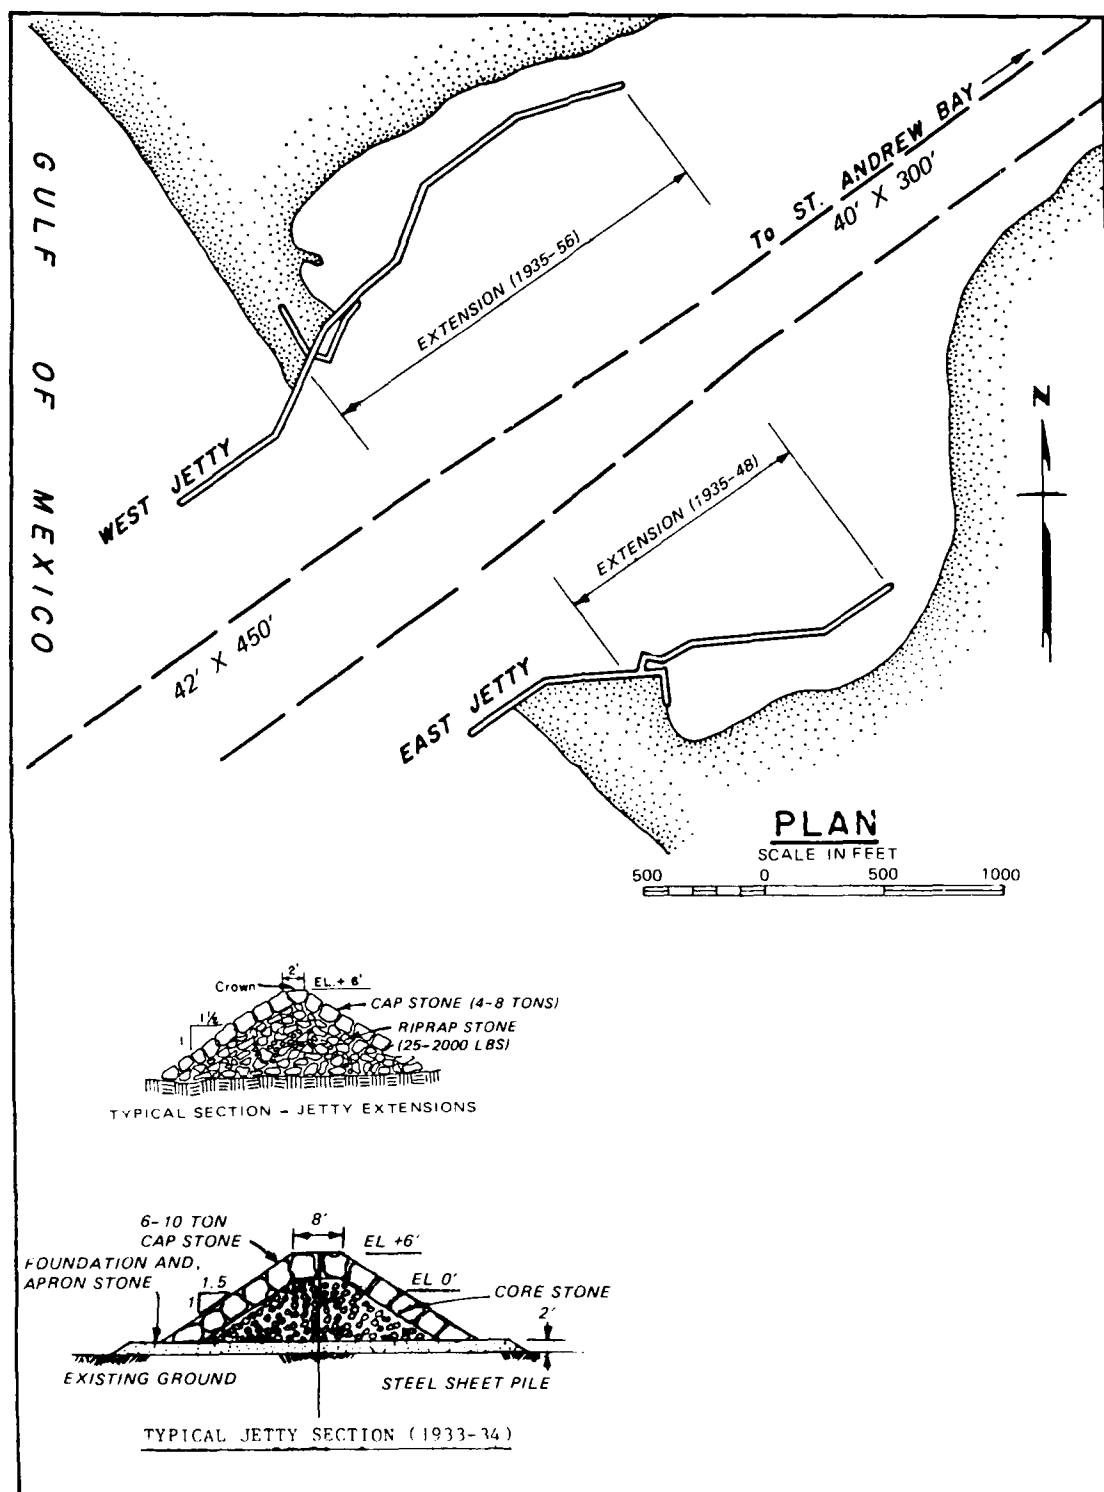 GULF OF MEXICO
To ST. ANDREW BAY
40' X 300'
EXTENSION (1935-56)
N
WEST JETTY
EXTENSION (1935-48)
42' X 450'
EAST JETTY
PLAN
SCALE IN FEET
500 0 500 1000
2'
Crown
EL. + 6'
CAP STONE (4-8 TONS)
1 1/2
1
RIPRAP STONE
(25-2000 LBS)
TYPICAL SECTION - JETTY EXTENSIONS
6-10 TON
CAP STONE
8'
EL +6'
FOUNDATION AND,
APRON STONE
1.5
1
EL 0'
CORE STONE
2'
EXISTING GROUND
STEEL SHEET PILE
TYPICAL JETTY SECTION (1933-34)